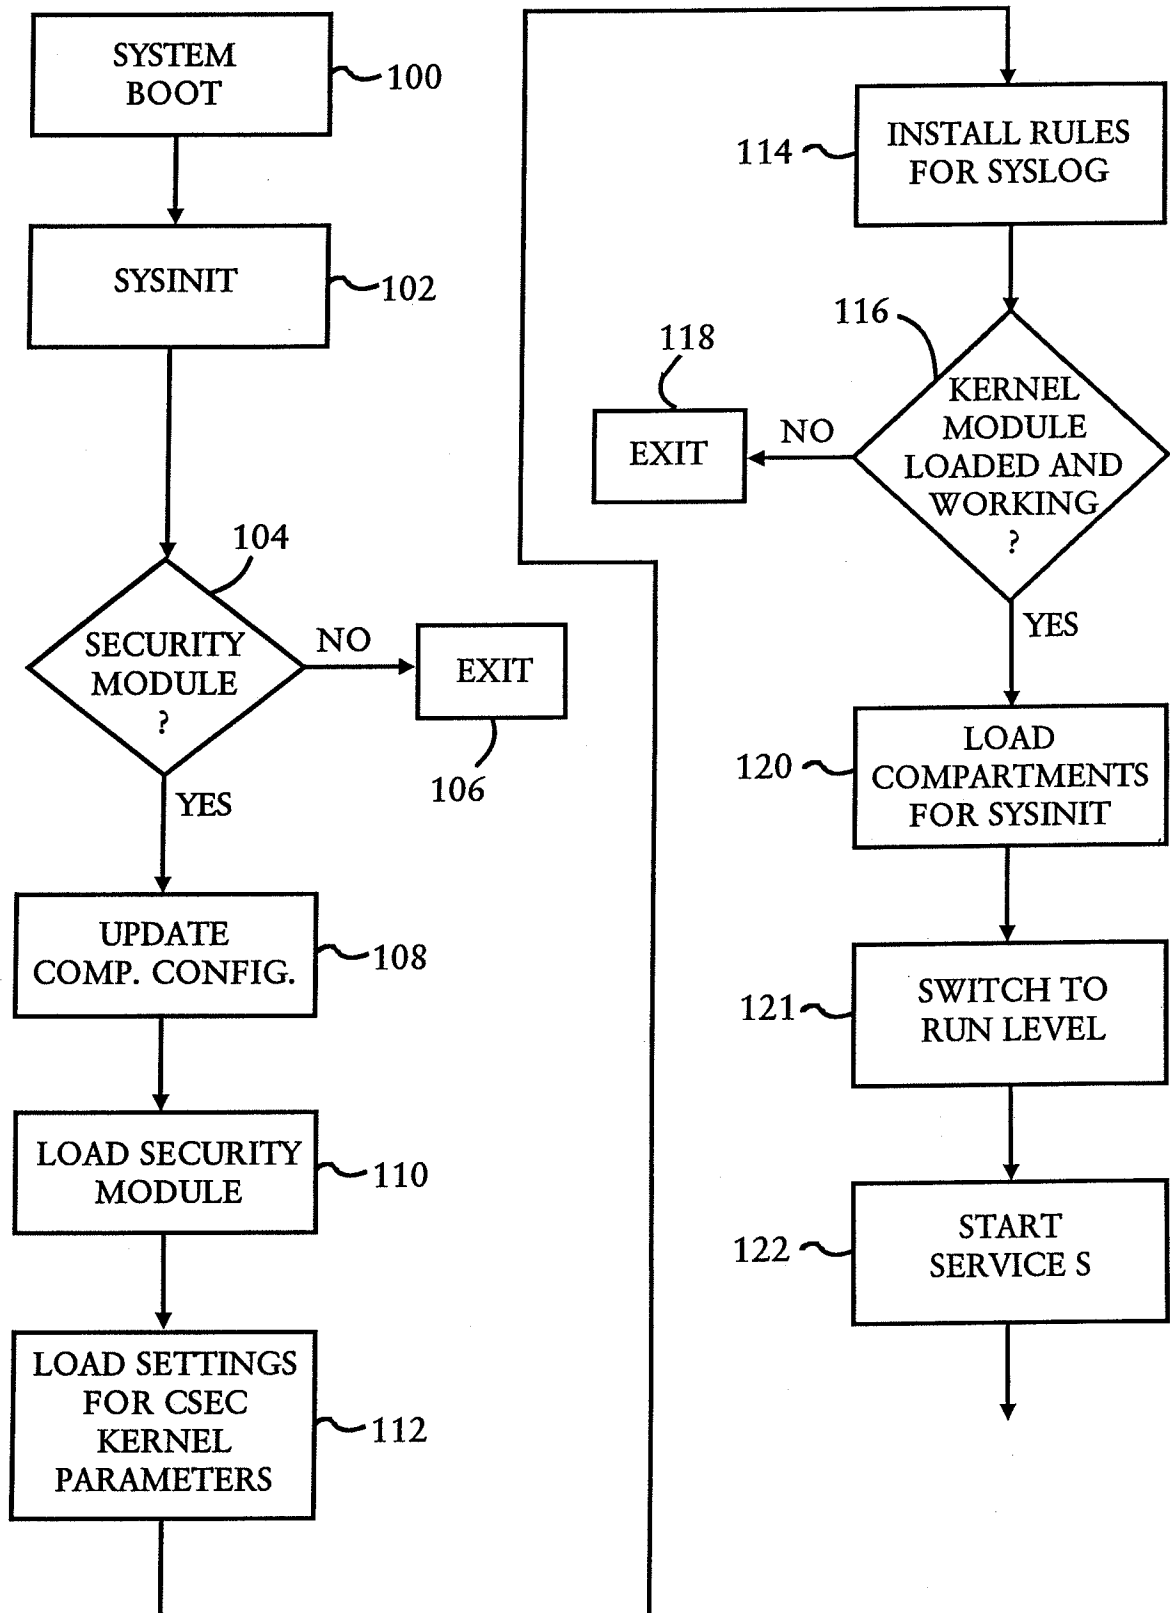 SYSTEM
BOOT
100
SYSINIT
102
104
SECURITY
MODULE
?
NO
EXIT
106
YES
UPDATE
COMP. CONFIG.
108
LOAD SECURITY
MODULE
110
LOAD SETTINGS
FOR CSEC
KERNEL
PARAMETERS
112
INSTALL RULES
FOR SYSLOG
114
116
KERNEL
MODULE
LOADED AND
WORKING
?
NO
118
EXIT
YES
LOAD
COMPARTMENTS
FOR SYSINIT
120
SWITCH TO
RUN LEVEL
121
START
SERVICE S
122